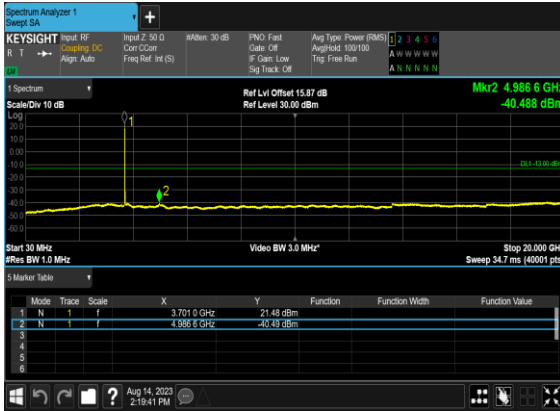 Spectrum Analyzer 1
Swept SA
+
KEYSIGHT Input: RF Input Z: 50 Ω #Atten: 30 dB PNO: Fast Avg Type: Power (RMS) 1 2 3 4 5 6
R T Coupling: DC Corr CCorr Gate: Off Avg|Hold: 100/100 A W W W W W
Align: Auto Freq Ref: Int (S) IF Gain: Low Trig: Free Run
Sig Track: Off A N N N N N
1 Spectrum Ref Lvl Offset 15.87 dB Mkr2 4.986 6 GHz
Scale/Div 10 dB Ref Level 30.00 dBm -40.488 dBm
Log
20.0
10.0
0.00
-10.0
-20.0
-30.0
-40.0
-50.0
-60.0
1
2
DL1 -13.00 dBm
Start 30 MHz Video BW 3.0 MHz* Stop 20.000 GHz
#Res BW 1.0 MHz Sweep 34.7 ms (40001 pts)
5 Marker Table
Mode Trace Scale X Y Function Function Width Function Value
1 N 1 f 3.701 0 GHz 21.48 dBm
2 N 1 f 4.986 6 GHz -40.49 dBm
3
4
5
6
? Aug 14, 2023
2:19:41 PM